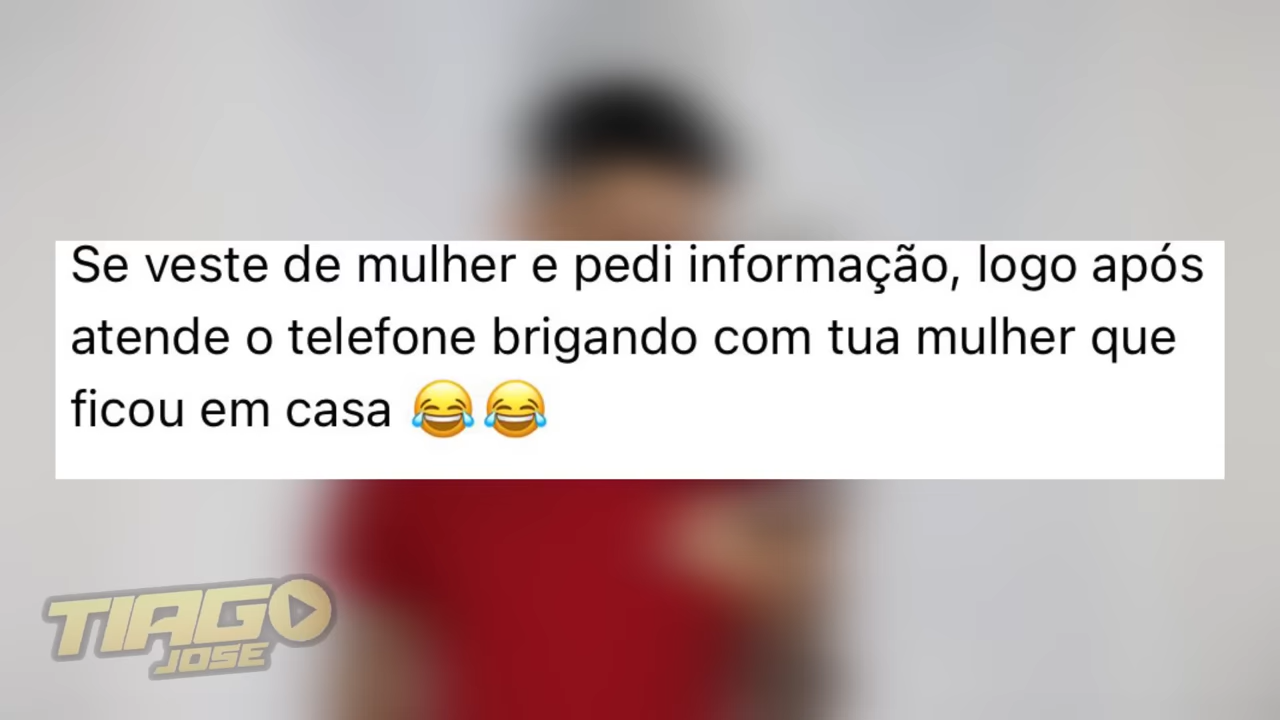 Se veste de mulher e pedi informação, logo após
atende o telefone brigando com tua mulher que
ficou em casa 😂😂
TIAGO
JOSE